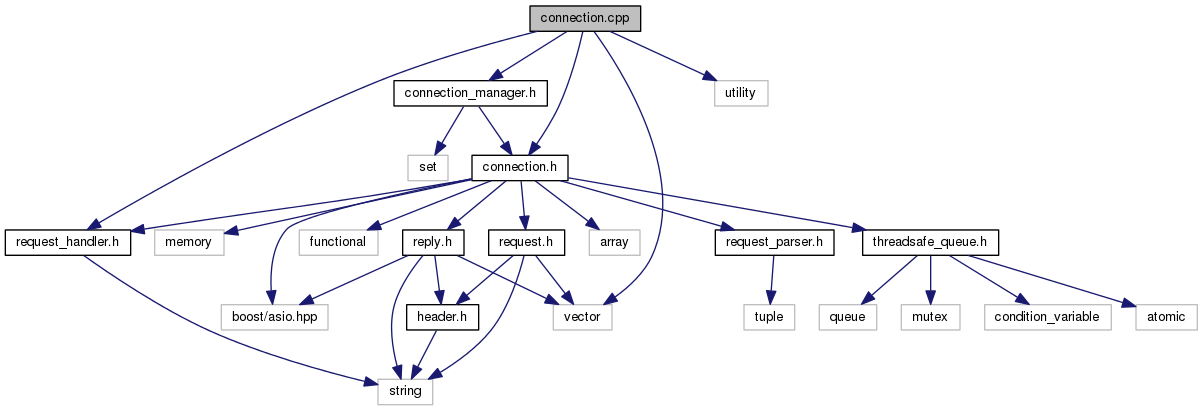 connection.cpp
connection_manager.h
utility
set
connection.h
request_handler.h
memory
functional
reply.h
request.h
array
request_parser.h
threadsafe_queue.h
boost/asio.hpp
header.h
vector
tuple
queue
mutex
condition_variable
atomic
string